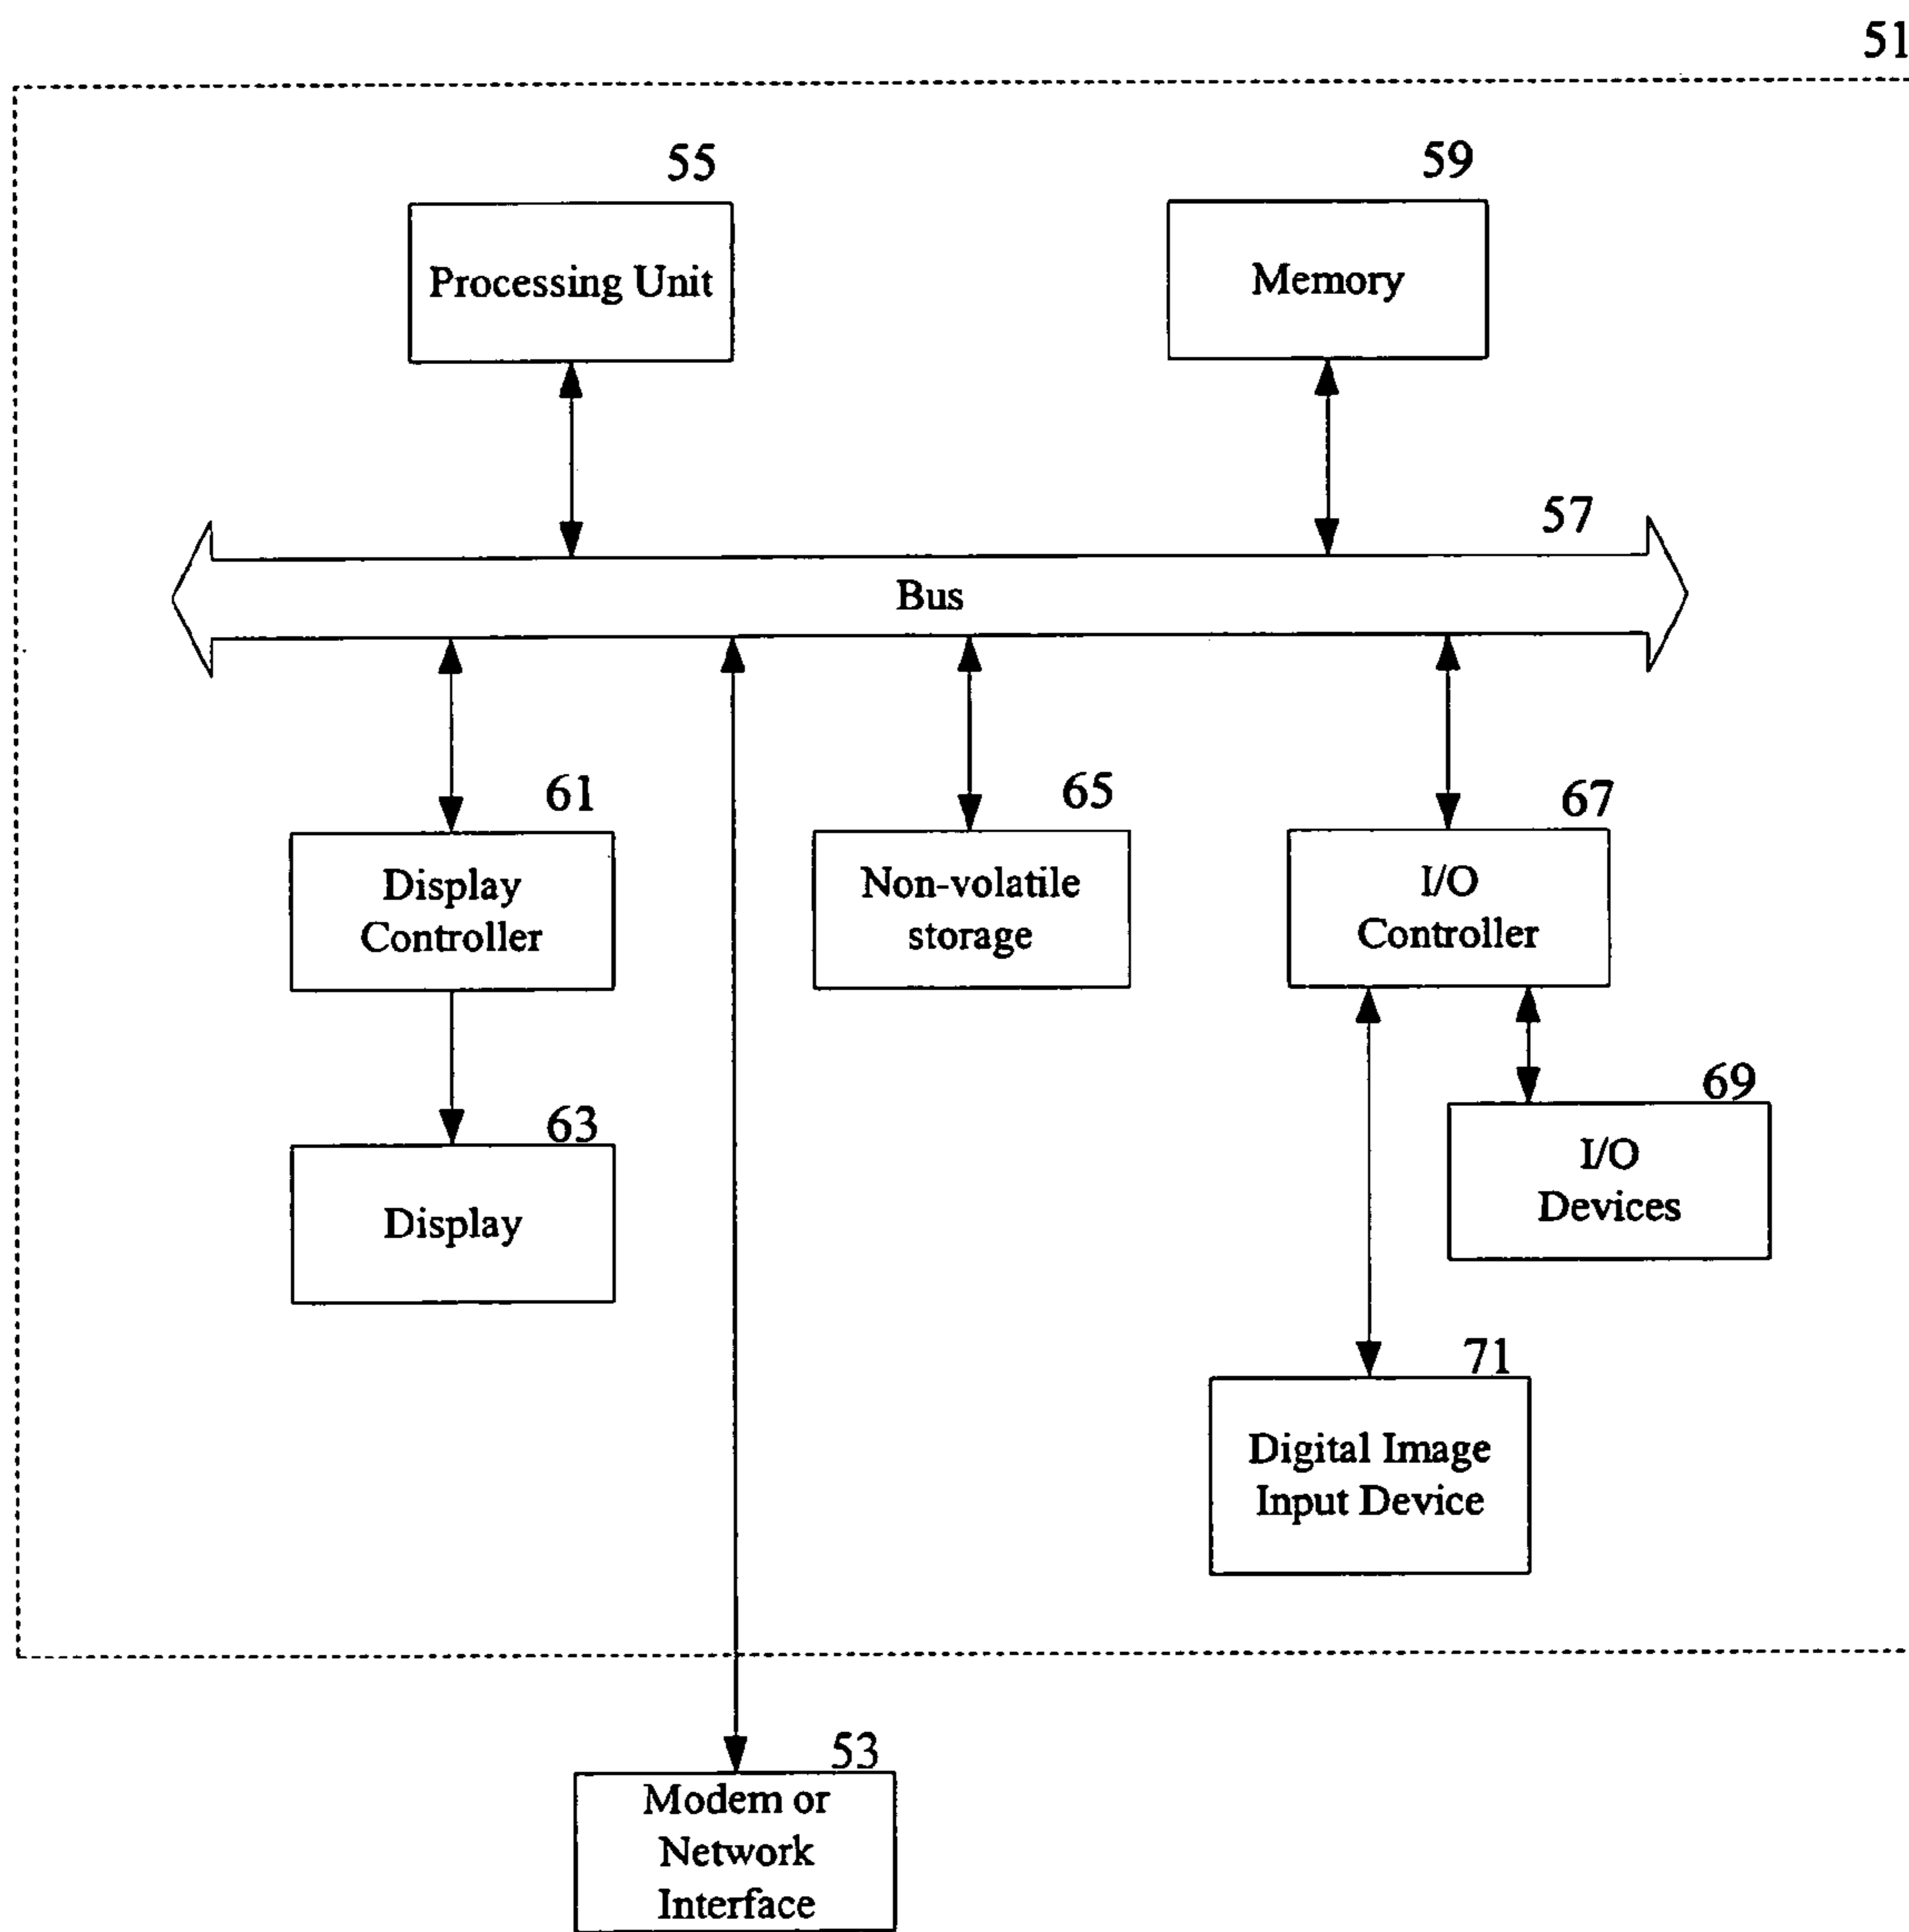 51
55
59
Processing Unit
Memory
57
Bus
61
65
67
Display
Controller
Non-volatile
storage
I/O
Controller
63
69
Display
I/O
Devices
71
Digital Image
Input Device
53
Modem or
Network
Interface